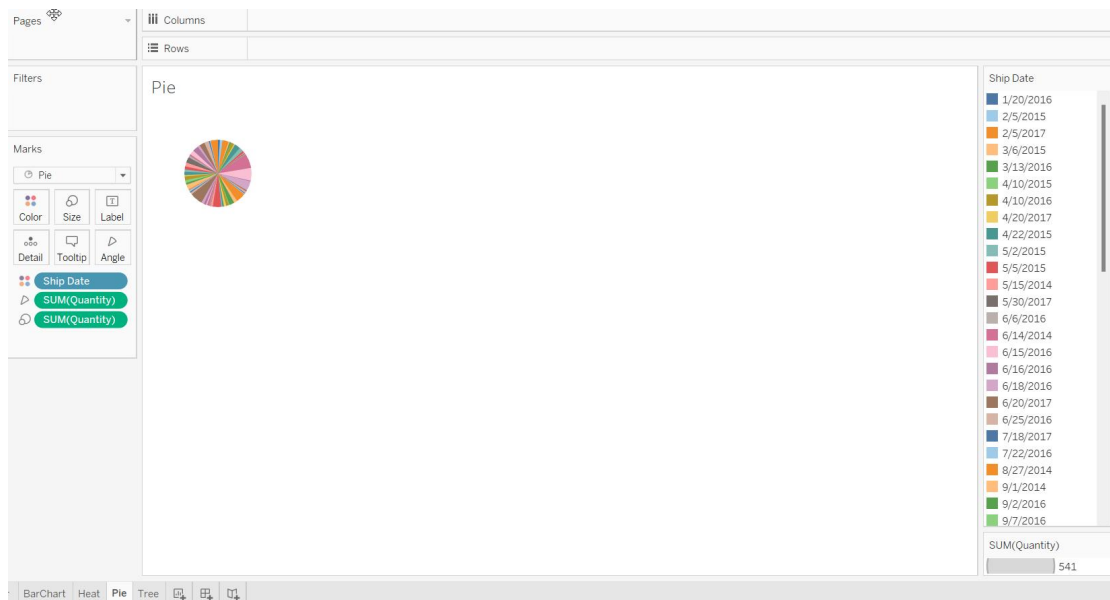 Pages
Columns
Rows
Filters
Marks
Pie
Color
Size
Label
Detail
Tooltip
Angle
Ship Date
SUM(Quantity)
SUM(Quantity)
Pie
Ship Date
1/20/2016
2/5/2015
2/5/2017
3/6/2015
3/13/2016
4/10/2015
4/10/2016
4/20/2017
4/22/2015
5/2/2015
5/5/2015
5/15/2014
5/30/2017
6/6/2016
6/14/2014
6/15/2016
6/16/2016
6/18/2016
6/20/2017
6/25/2016
7/18/2017
7/22/2016
8/27/2014
9/1/2014
9/2/2016
9/7/2016
SUM(Quantity)
541
BarChart Heat Pie Tree